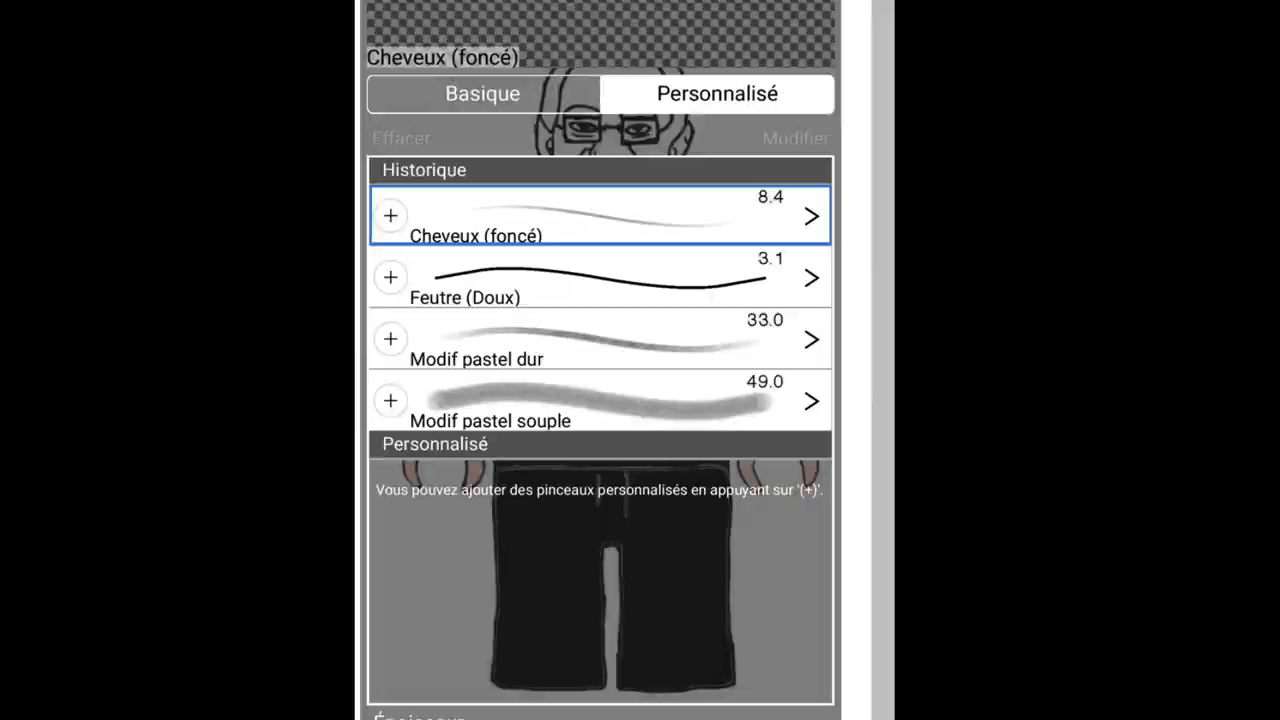 Cheveux (foncé)
Basique
Personnalisé
Effacer
Modifier
Historique
8.4
Cheveux (foncé)
3.1
Feutre (Doux)
33.0
Modif pastel dur
49.0
Modif pastel souple
Personnalisé
Vous pouvez ajouter des pinceaux personnalisés en appuyant sur '(+)'.